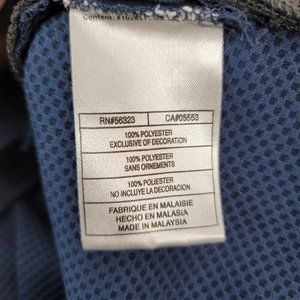 RN#56323 CA#05553
100% POLYESTER
EXCLUSIVE OF DECORATION
100% POLYESTER
SANS ORNEMENTS
100% POLIESTER
NO INCLUYE LA DECORACION
FABRIQUE EN MALAISIE
HECHO EN MALASIA
MADE IN MALAYSIA